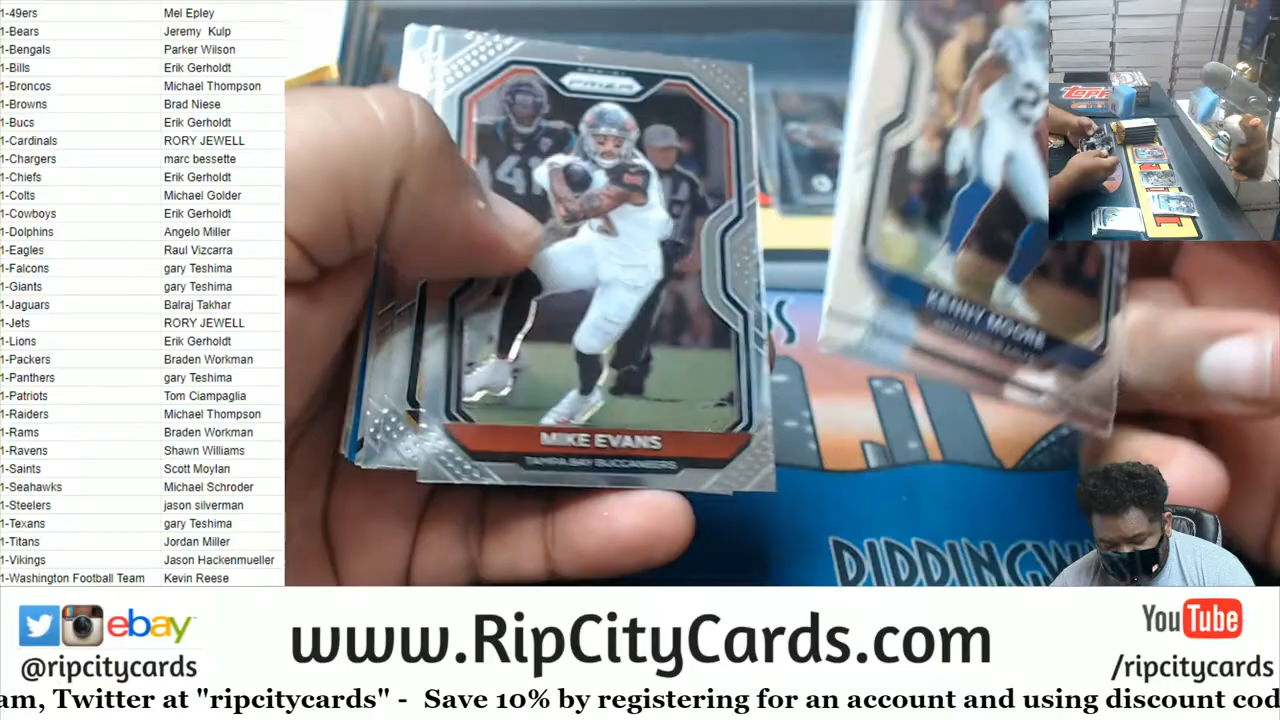 1-49ers Mel Epley
1-Bears Jeremy Kulp
1-Bengals Parker Wilson
1-Bills Erik Gerholdt
1-Broncos Michael Thompson
1-Browns Brad Niese
1-Bucs Erik Gerholdt
1-Cardinals RORY JEWELL
1-Chargers marc bessette
1-Chiefs Erik Gerholdt
1-Colts Michael Golder
1-Cowboys Erik Gerholdt
1-Dolphins Angelo Miller
1-Eagles Raul Vizcarra
1-Falcons gary Teshima
1-Giants gary Teshima
1-Jaguars Balraj Takhar
1-Jets RORY JEWELL
1-Lions Erik Gerholdt
1-Packers Braden Workman
1-Panthers gary Teshima
1-Patriots Tom Ciampaglia
1-Raiders Michael Thompson
1-Rams Braden Workman
1-Ravens Shawn Williams
1-Saints Scott Moylan
1-Seahawks Michael Schroder
1-Steelers jason silverman
1-Texans gary Teshima
1-Titans Jordan Miller
1-Vikings Jason Hackenmueller
1-Washington Football Team Kevin Reese
PRIZM
41
MIKE EVANS
TAMPA BAY BUCCANEERS
KENNY MOORE
TOPPS
RIPPINGW
ebay
@ripcitycards
www.RipCityCards.com
YouTube
/ripcitycards
am, Twitter at "ripcitycards" - Save 10% by registering for an account and using discount cod